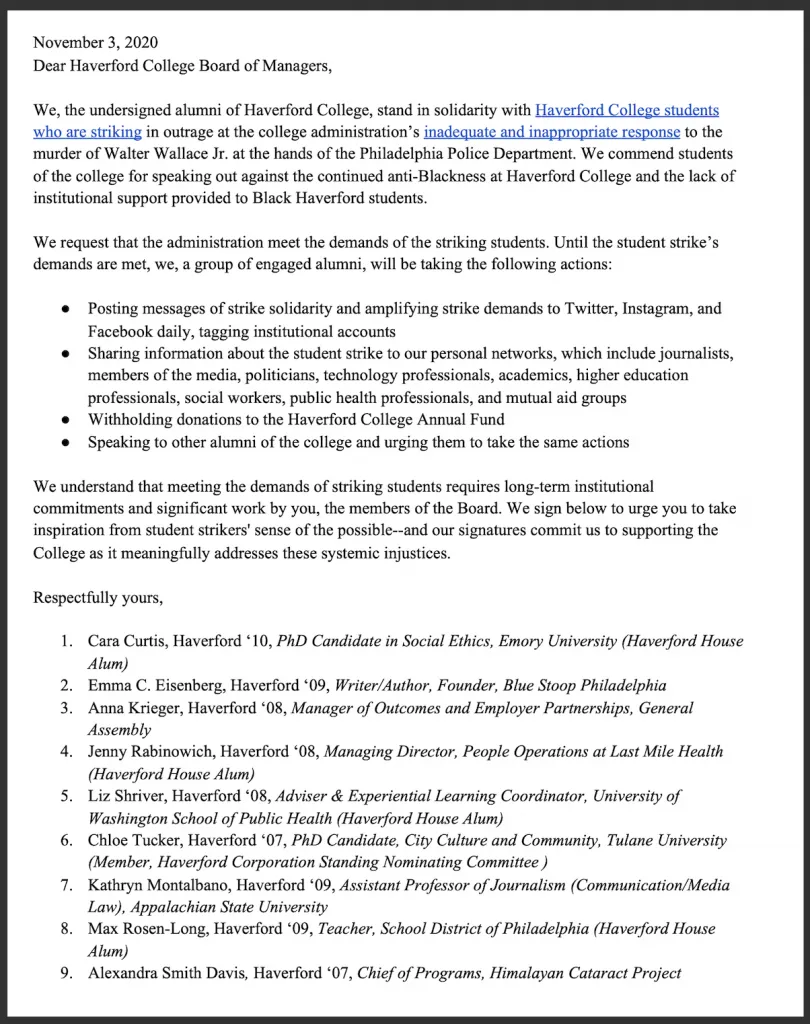 November 3, 2020
Dear Haverford College Board of Managers,
We, the undersigned alumni of Haverford College, stand in solidarity with Haverford College students
who are striking in outrage at the college administration’s inadequate and inappropriate response to the
murder of Walter Wallace Jr. at the hands of the Philadelphia Police Department. We commend students
of the college for speaking out against the continued anti-Blackness at Haverford College and the lack of
institutional support provided to Black Haverford students.
We request that the administration meet the demands of the striking students. Until the student strike’s
demands are met, we, a group of engaged alumni, will be taking the following actions:
● Posting messages of strike solidarity and amplifying strike demands to Twitter, Instagram, and
Facebook daily, tagging institutional accounts
● Sharing information about the student strike to our personal networks, which include journalists,
members of the media, politicians, technology professionals, academics, higher education
professionals, social workers, public health professionals, and mutual aid groups
● Withholding donations to the Haverford College Annual Fund
● Speaking to other alumni of the college and urging them to take the same actions
We understand that meeting the demands of striking students requires long-term institutional
commitments and significant work by you, the members of the Board. We sign below to urge you to take
inspiration from student strikers' sense of the possible--and our signatures commit us to supporting the
College as it meaningfully addresses these systemic injustices.
Respectfully yours,
1. Cara Curtis, Haverford ‘10, PhD Candidate in Social Ethics, Emory University (Haverford House
Alum)
2. Emma C. Eisenberg, Haverford ‘09, Writer/Author, Founder, Blue Stoop Philadelphia
3. Anna Krieger, Haverford ‘08, Manager of Outcomes and Employer Partnerships, General
Assembly
4. Jenny Rabinowich, Haverford ‘08, Managing Director, People Operations at Last Mile Health
(Haverford House Alum)
5. Liz Shriver, Haverford ‘08, Adviser & Experiential Learning Coordinator, University of
Washington School of Public Health (Haverford House Alum)
6. Chloe Tucker, Haverford ‘07, PhD Candidate, City Culture and Community, Tulane University
(Member, Haverford Corporation Standing Nominating Committee )
7. Kathryn Montalbano, Haverford ‘09, Assistant Professor of Journalism (Communication/Media
Law), Appalachian State University
8. Max Rosen-Long, Haverford ‘09, Teacher, School District of Philadelphia (Haverford House
Alum)
9. Alexandra Smith Davis, Haverford ‘07, Chief of Programs, Himalayan Cataract Project